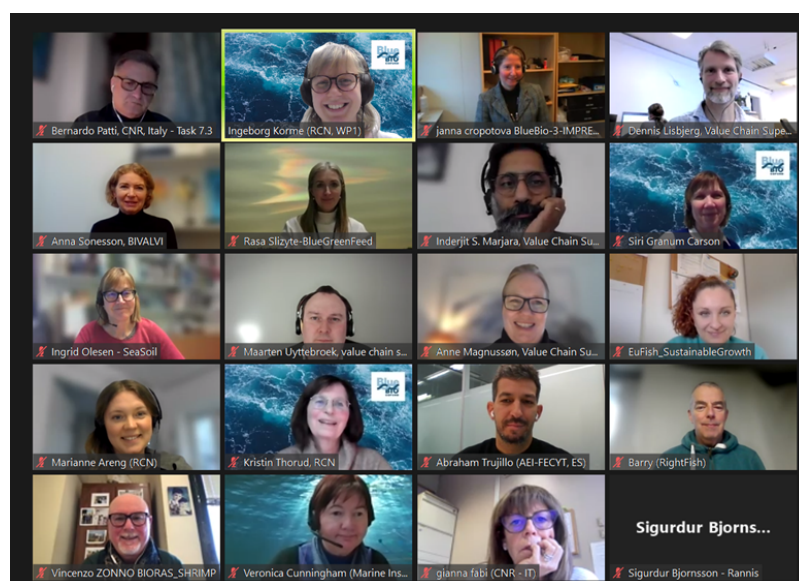 Bernardo Patti, CNR, Italy - Task 7.3
Blue
Ingeborg Korme (RCN, WP1)
janna cropotova BlueBio-3-IMPRE...
Dennis Lisbjerg, Value Chain Supe...
Anna Sonesson, BIVALVI
Rasa Slizyte-BlueGreenFeed
Inderjit S. Marjara, Value Chain Su...
Blue
Siri Granum Carson
Ingrid Olesen - SeaSoil
Maarten Uyttebroek, value chain s...
Anne Magnussøn, Value Chain Su...
EuFish_SustainableGrowth
Marianne Areng (RCN)
Blue
Kristin Thorud, RCN
Abraham Trujillo (AEI-FECYT, ES)
Barry (RightFish)
Vincenzo ZONNO BIORAS_SHRIMP
Veronica Cunningham (Marine Ins...
gianna fabi (CNR - IT)
Sigurdur Bjorns...
Sigurdur Bjornsson - Rannis